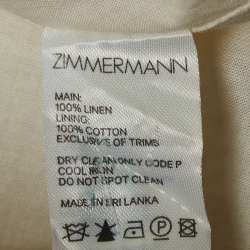 ZIMMERMANN
MAIN:
100% LINEN
LINING:
100% COTTON
EXCLUSIVE OF TRIMS
DRY CLEAN ONLY CODE P
COOL IRON
DO NOT SPOT CLEAN
MADE IN SRI LANKA
P